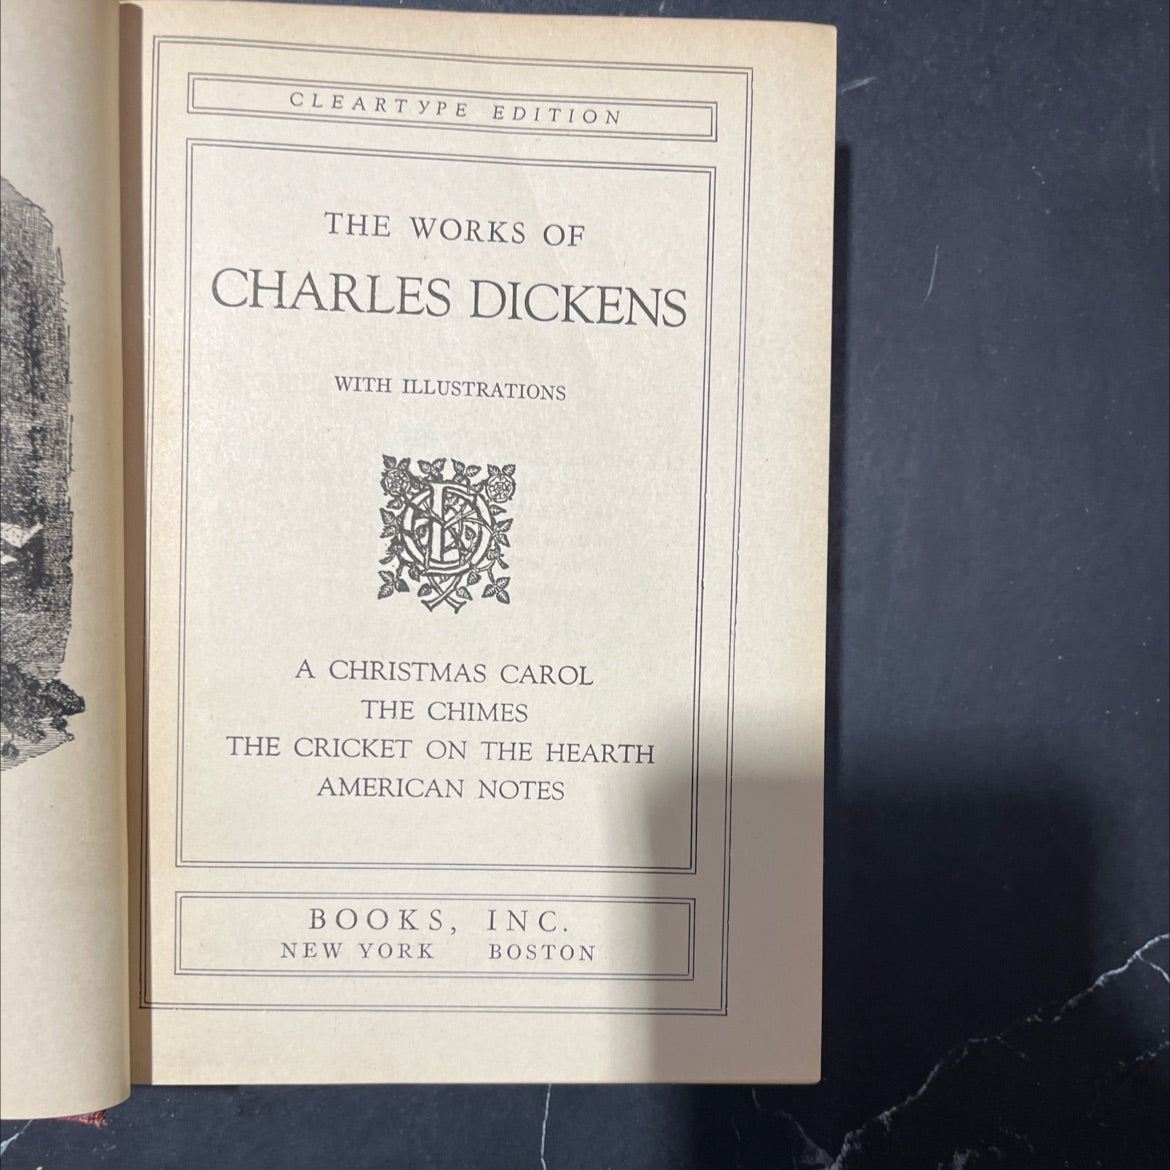 CLEARTYPE EDITION
THE WORKS OF
CHARLES DICKENS
WITH ILLUSTRATIONS
A CHRISTMAS CAROL
THE CHIMES
THE CRICKET ON THE HEARTH
AMERICAN NOTES
BOOKS, INC.
NEW YORK BOSTON